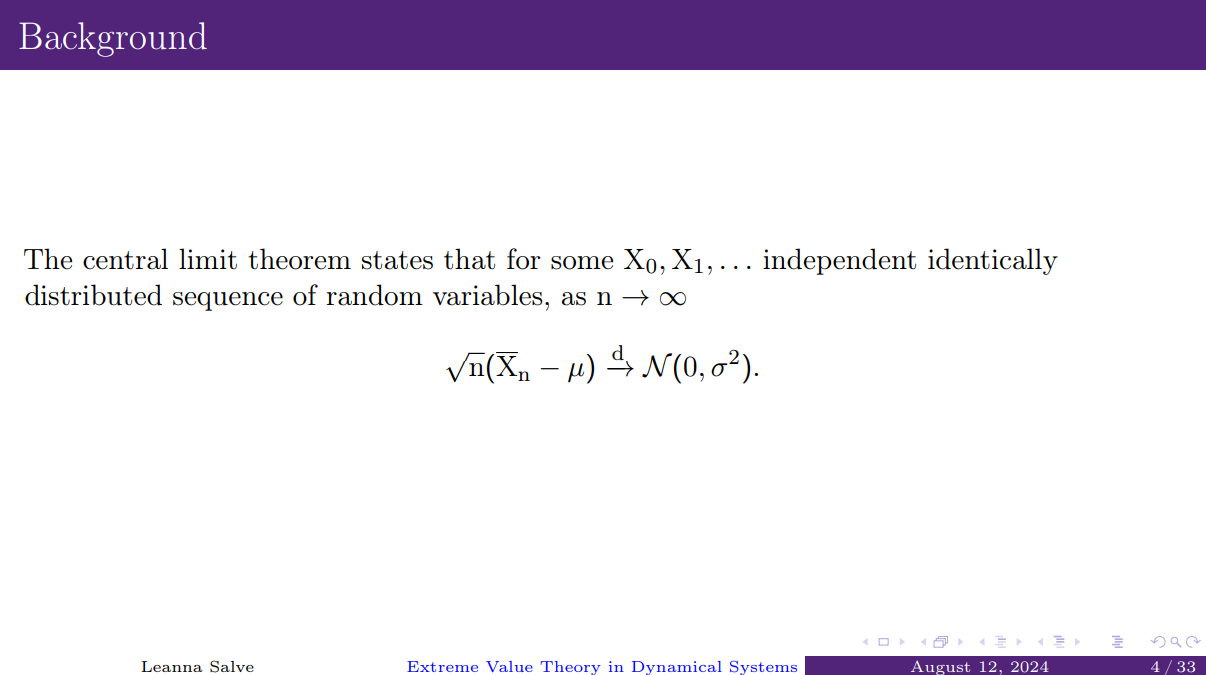 Background
The central limit theorem states that for some X₀, X₁, . . . independent identically
distributed sequence of random variables, as n → ∞
√n(X̅ₙ − μ) →ᵈ 𝒩(0, σ²).
Leanna Salve
Extreme Value Theory in Dynamical Systems
August 12, 2024
4 / 33